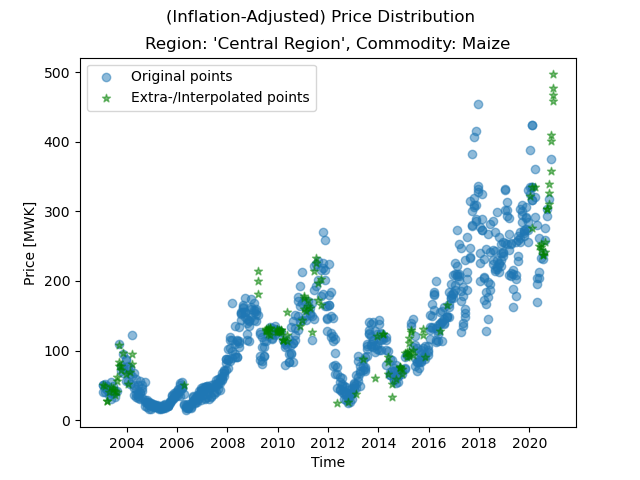 (Inflation-Adjusted) Price Distribution
Region: 'Central Region', Commodity: Maize
Original points
Extra-/Interpolated points
Price [MWK]
500
400
300
200
100
0
2004 2006 2008 2010 2012 2014 2016 2018 2020
Time